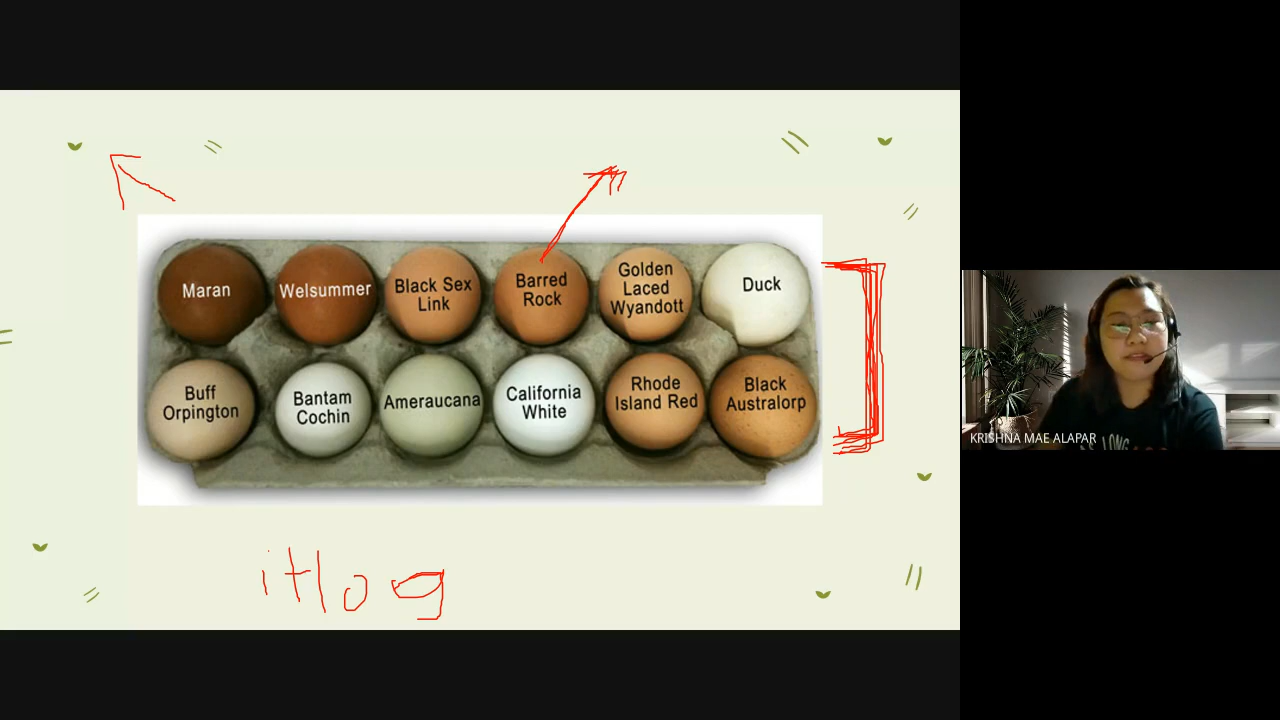 Maran
Welsummer
Black Sex
Link
Barred
Rock
Golden
Laced
Wyandott
Duck
Buff
Orpington
Bantam
Cochin
Ameraucana
California
White
Rhode
Island Red
Black
Australorp
itlog
KRISHNA MAE ALAPAR
LONG